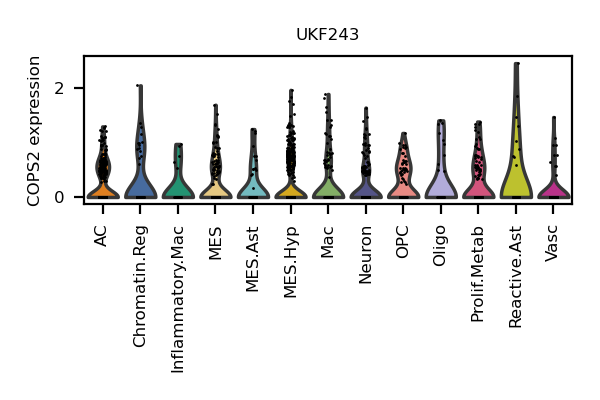 UKF243
COPS2 expression
2
0
AC
Chromatin.Reg
Inflammatory.Mac
MES
MES.Ast
MES.Hyp
Mac
Neuron
OPC
Oligo
Prolif.Metab
Reactive.Ast
Vasc